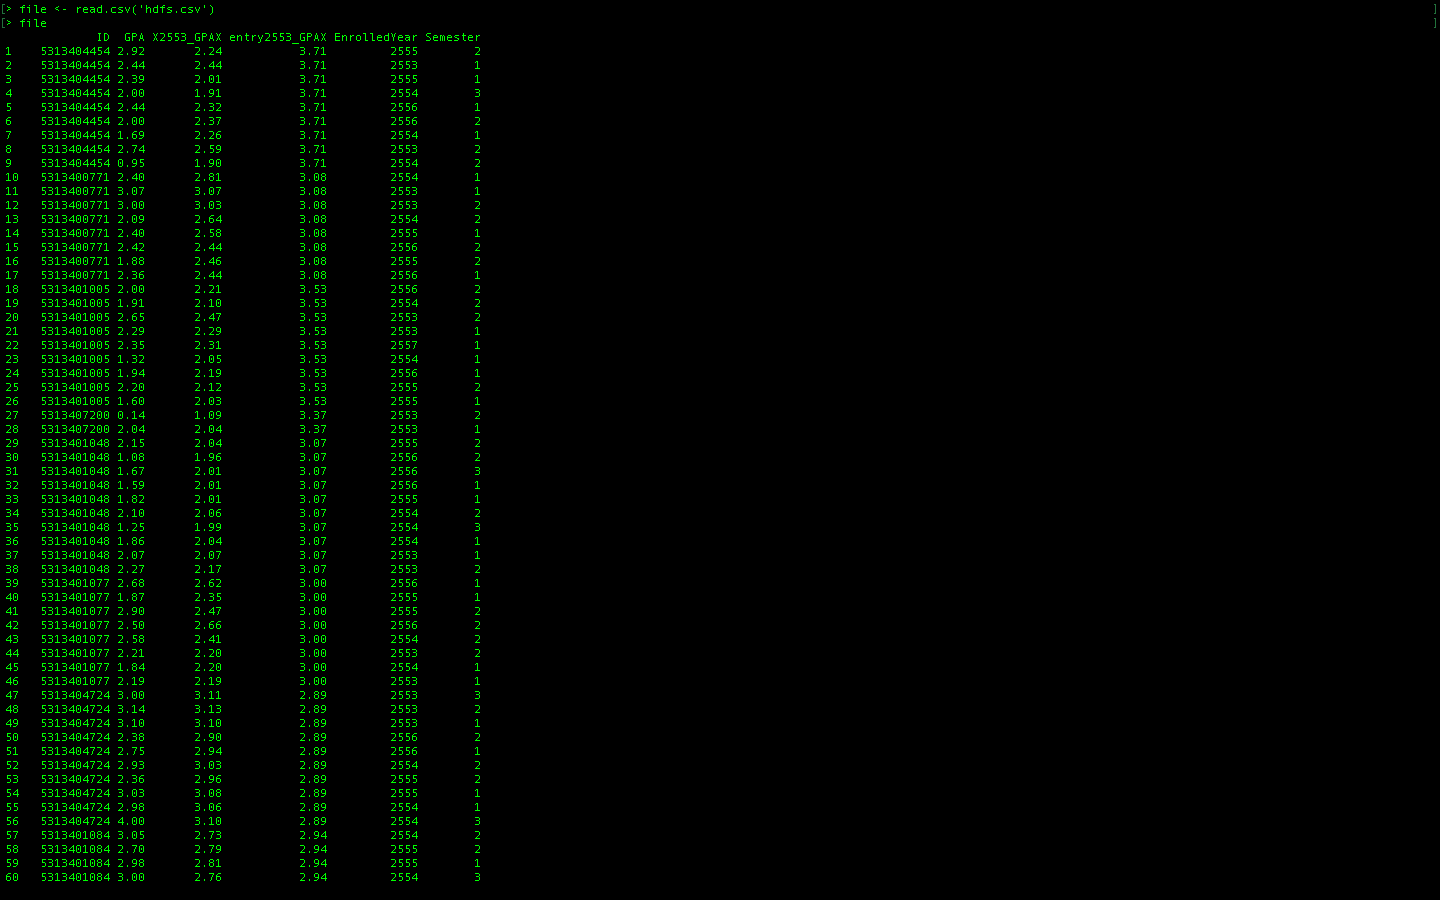 [> file <- read.csv('hdfs.csv') ]
[> file ]
ID GPA X2553_GPAX entry2553_GPAX EnrolledYear Semester
1 5313404454 2.92 2.24 3.71 2555 2
2 5313404454 2.44 2.44 3.71 2553 1
3 5313404454 2.39 2.01 3.71 2555 1
4 5313404454 2.00 1.91 3.71 2554 3
5 5313404454 2.44 2.32 3.71 2556 1
6 5313404454 2.00 2.37 3.71 2556 2
7 5313404454 1.69 2.26 3.71 2554 1
8 5313404454 2.74 2.59 3.71 2553 2
9 5313404454 0.95 1.90 3.71 2554 2
10 5313400771 2.40 2.81 3.08 2554 1
11 5313400771 3.07 3.07 3.08 2553 1
12 5313400771 3.00 3.03 3.08 2553 2
13 5313400771 2.09 2.64 3.08 2554 2
14 5313400771 2.40 2.58 3.08 2555 1
15 5313400771 2.42 2.44 3.08 2556 2
16 5313400771 1.88 2.46 3.08 2555 2
17 5313400771 2.36 2.44 3.08 2556 1
18 5313401005 2.00 2.21 3.53 2556 2
19 5313401005 1.91 2.10 3.53 2554 2
20 5313401005 2.65 2.47 3.53 2553 2
21 5313401005 2.29 2.29 3.53 2553 1
22 5313401005 2.35 2.31 3.53 2557 1
23 5313401005 1.32 2.05 3.53 2554 1
24 5313401005 1.94 2.19 3.53 2556 1
25 5313401005 2.20 2.12 3.53 2555 2
26 5313401005 1.60 2.03 3.53 2555 1
27 5313407200 0.14 1.09 3.37 2553 2
28 5313407200 2.04 2.04 3.37 2553 1
29 5313401048 2.15 2.04 3.07 2555 2
30 5313401048 1.08 1.96 3.07 2556 2
31 5313401048 1.67 2.01 3.07 2556 3
32 5313401048 1.59 2.01 3.07 2556 1
33 5313401048 1.82 2.01 3.07 2555 1
34 5313401048 2.10 2.06 3.07 2554 2
35 5313401048 1.25 1.99 3.07 2554 3
36 5313401048 1.86 2.04 3.07 2554 1
37 5313401048 2.07 2.07 3.07 2553 1
38 5313401048 2.27 2.17 3.07 2553 2
39 5313401077 2.68 2.62 3.00 2556 1
40 5313401077 1.87 2.35 3.00 2555 1
41 5313401077 2.90 2.47 3.00 2555 2
42 5313401077 2.50 2.66 3.00 2556 2
43 5313401077 2.58 2.41 3.00 2554 2
44 5313401077 2.21 2.20 3.00 2553 2
45 5313401077 1.84 2.20 3.00 2554 1
46 5313401077 2.19 2.19 3.00 2553 1
47 5313404724 3.00 3.11 2.89 2553 3
48 5313404724 3.14 3.13 2.89 2553 2
49 5313404724 3.10 3.10 2.89 2553 1
50 5313404724 2.38 2.90 2.89 2556 2
51 5313404724 2.75 2.94 2.89 2556 1
52 5313404724 2.93 3.03 2.89 2554 2
53 5313404724 2.36 2.96 2.89 2555 2
54 5313404724 3.03 3.08 2.89 2555 1
55 5313404724 2.98 3.06 2.89 2554 1
56 5313404724 4.00 3.10 2.89 2554 3
57 5313401084 3.05 2.73 2.94 2554 2
58 5313401084 2.70 2.79 2.94 2555 2
59 5313401084 2.98 2.81 2.94 2555 1
60 5313401084 3.00 2.76 2.94 2554 3